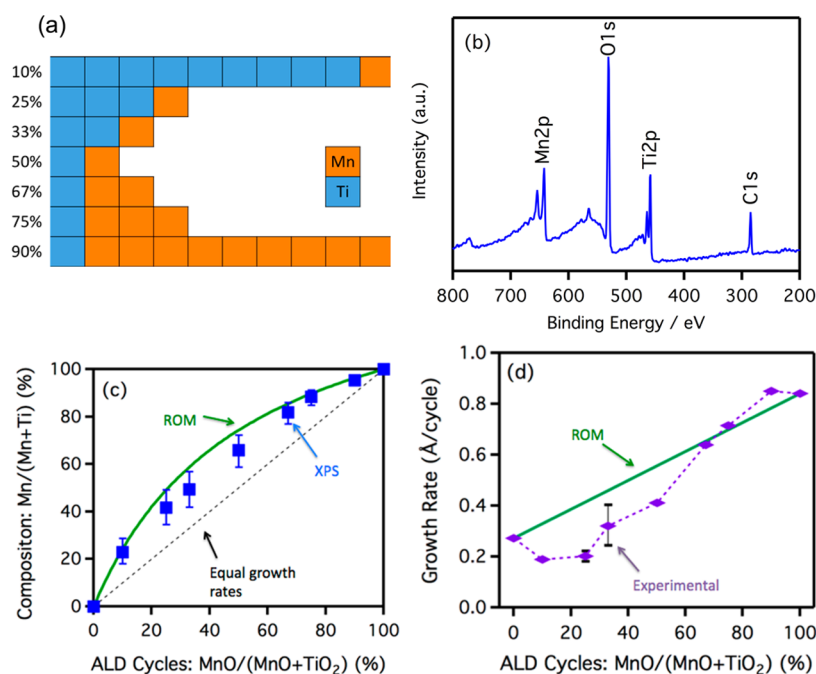 (a)
10%
25%
33%
50%
67%
75%
90%
Mn
Ti
(b)
Intensity (a.u.)
Mn2p
O1s
Ti2p
C1s
800 700 600 500 400 300 200
Binding Energy / eV
(c)
Compositon: Mn/(Mn+Ti) (%)
100
80
60
40
20
0
ROM
XPS
Equal growth
rates
0 20 40 60 80 100
ALD Cycles: MnO/(MnO+TiO₂) (%)
(d)
Growth Rate (Å/cycle)
1.0
0.8
0.6
0.4
0.2
0.0
ROM
Experimental
0 20 40 60 80 100
ALD Cycles: MnO/(MnO+TiO₂) (%)